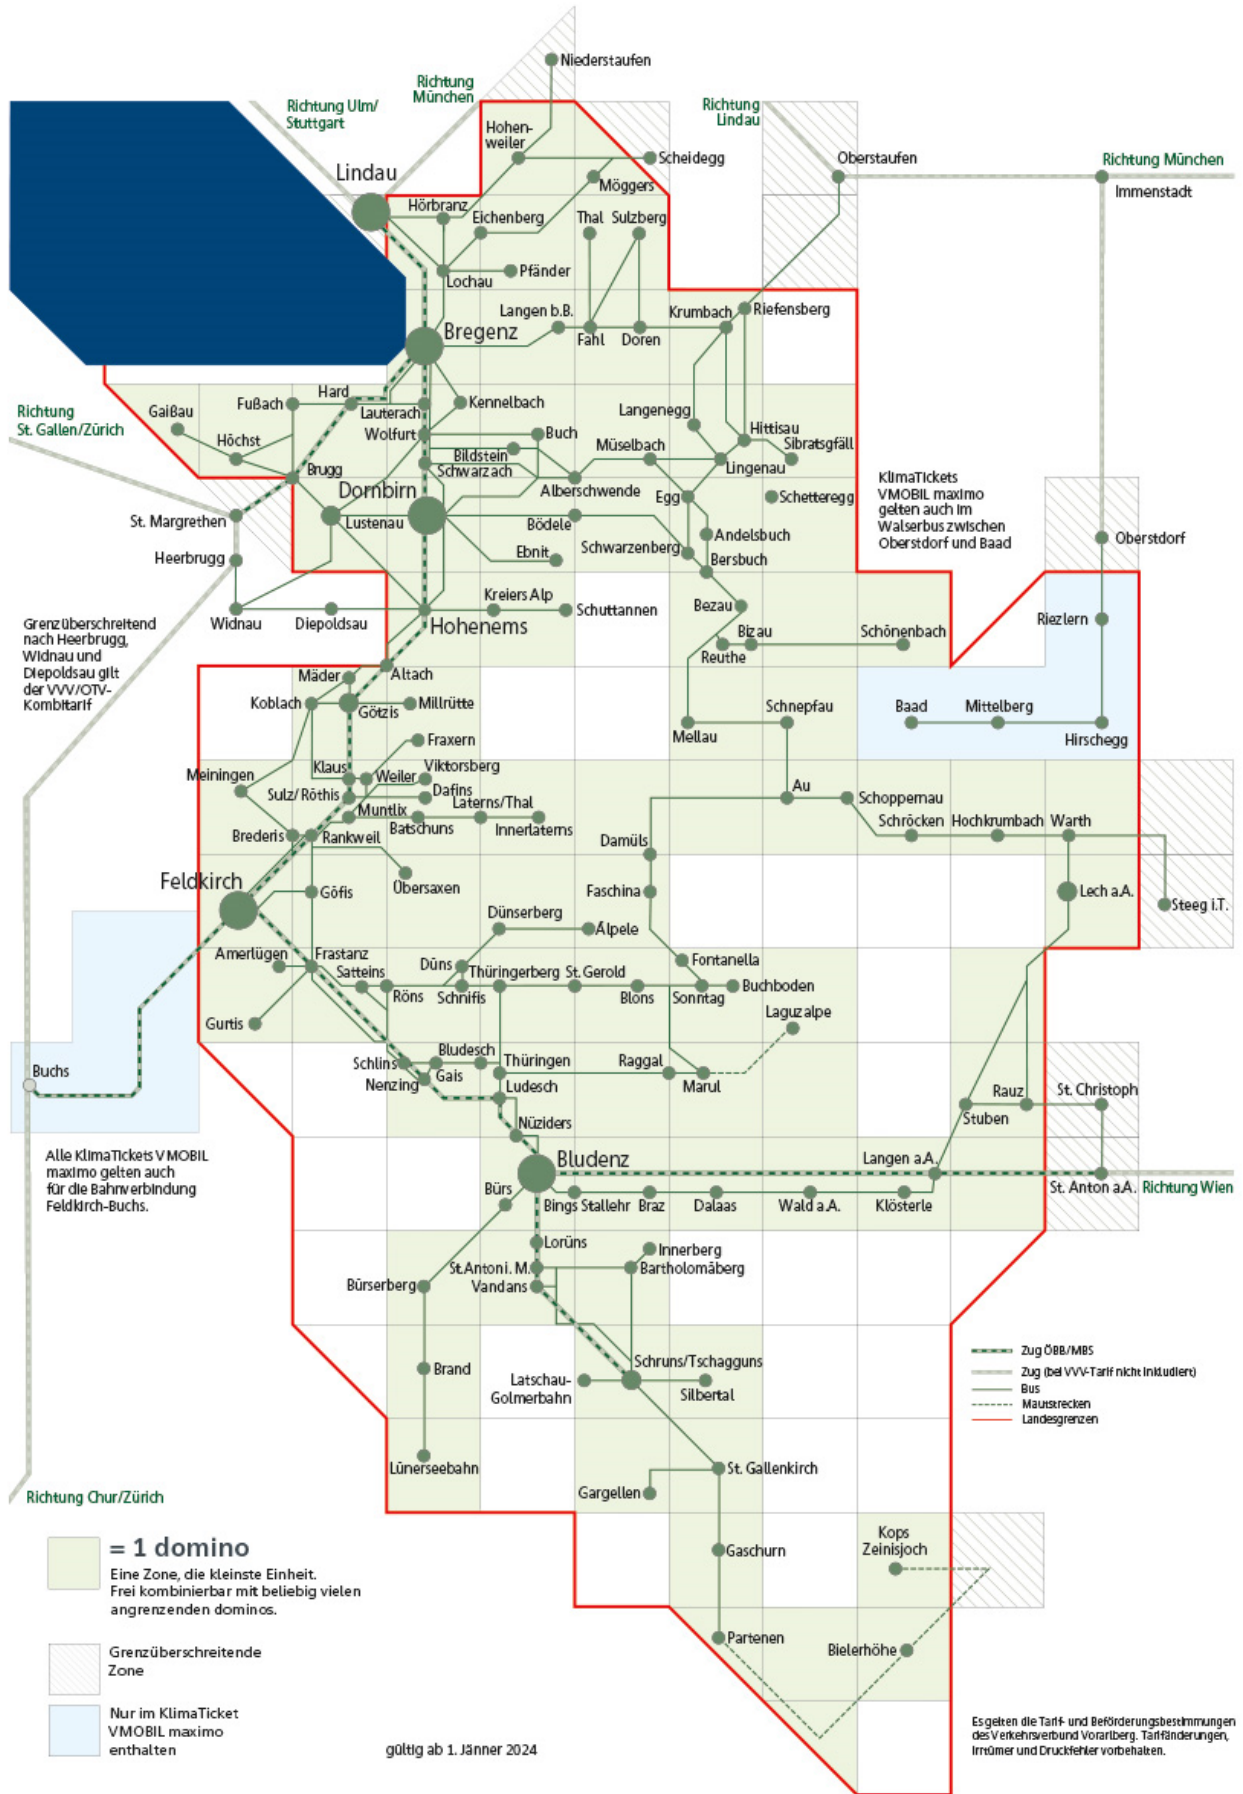 Niederstaufen
Richtung
München
Richtung Ulm/
Stuttgart
Richtung
Lindau
Hohen-
weiler
Scheidegg
Oberstaufen
Richtung München
Lindau
Möggers
Immenstadt
Hörbranz
Eichenberg
Thal
Sulzberg
Lochau
Pfänder
Langen b.B.
Krumbach
Riefensberg
Bregenz
Fahl
Doren
Richtung
St. Gallen/Zürich
Gaißau
Fußach
Hard
Lauterach
Kennelbach
Langenegg
Höchst
Wolfurt
Buch
Müselbach
Hittisau
Sibratsgfäll
Bildstein
Brugg
Schwarzach
Lingenau
KlimaTickets
VMOBIL maximo
gelten auch im
Walserbus zwischen
Oberstdorf und Baad
Dornbirn
Alberschwende
Egg
Schetteregg
St. Margrethen
Lustenau
Bödele
Andelsbuch
Oberstdorf
Heerbrugg
Ebnit
Schwarzenberg
Bersbuch
Widnau
Diepoldsau
Kreiers Alp
Schuttannen
Bezau
Riezlern
Hohenems
Bizau
Schönenbach
Reuthe
Grenzüberschreitend
nach Heerbrugg,
Widnau und
Diepoldsau gilt
der VVV/OTV-
Kombitarif
Altach
Mäder
Koblach
Götzis
Millrütte
Schnepfau
Baad
Mittelberg
Mellau
Hirschegg
Fraxern
Meiningen
Klaus
Weiler
Viktorsberg
Sulz/Röthis
Dafins
Au
Schoppernau
Muntlix
Laterns/Thal
Batschuns
Innerlaterns
Schröcken
Hochkrumbach
Warth
Brederis
Rankweil
Damüls
Feldkirch
Übersaxen
Göfis
Faschina
Lech a.A.
Steeg i.T.
Dünserberg
Älpele
Amerlügen
Frastanz
Düns
Fontanella
Satteins
Thüringerberg
St. Gerold
Röns
Schnifis
Blons
Sonntag
Buchboden
Gurtis
Laguzalpe
Buchs
Schlins
Bludesch
Thüringen
Raggal
Nenzing
Gais
Ludesch
Marul
Rauz
St. Christoph
Stuben
Nüziders
Alle KlimaTickets VMOBIL
maximo gelten auch
für die Bahnverbindung
Feldkirch-Buchs.
Bludenz
Langen a.A.
St. Anton a.A.
Richtung Wien
Bürs
Bings
Stallehr
Braz
Dalaas
Wald a.A.
Klösterle
Lorüns
Innerberg
St.Anton i. M.
Bartholomäberg
Bürserberg
Vandans
Schruns/Tschagguns
Brand
Latschau-
Golmerbahn
Silbertal
Zug ÖBB/MBS
Zug (bei VVV-Tarif nicht inkludiert)
Bus
Mautstrecken
Landesgrenzen
Lünerseebahn
St. Gallenkirch
Gargellen
Richtung Chur/Zürich
Kops
Zeinisjoch
Gaschurn
= 1 domino
Eine Zone, die kleinste Einheit.
Frei kombinierbar mit beliebig vielen
angrenzenden dominos.
Partenen
Bielerhöhe
Grenzüberschreitende
Zone
Nur im KlimaTicket
VMOBIL maximo
enthalten
gültig ab 1. Jänner 2024
Es gelten die Tarif- und Beförderungsbestimmungen
des Verkehrsverbund Vorarlberg. Tarifänderungen,
Irrtümer und Druckfehler vorbehalten.